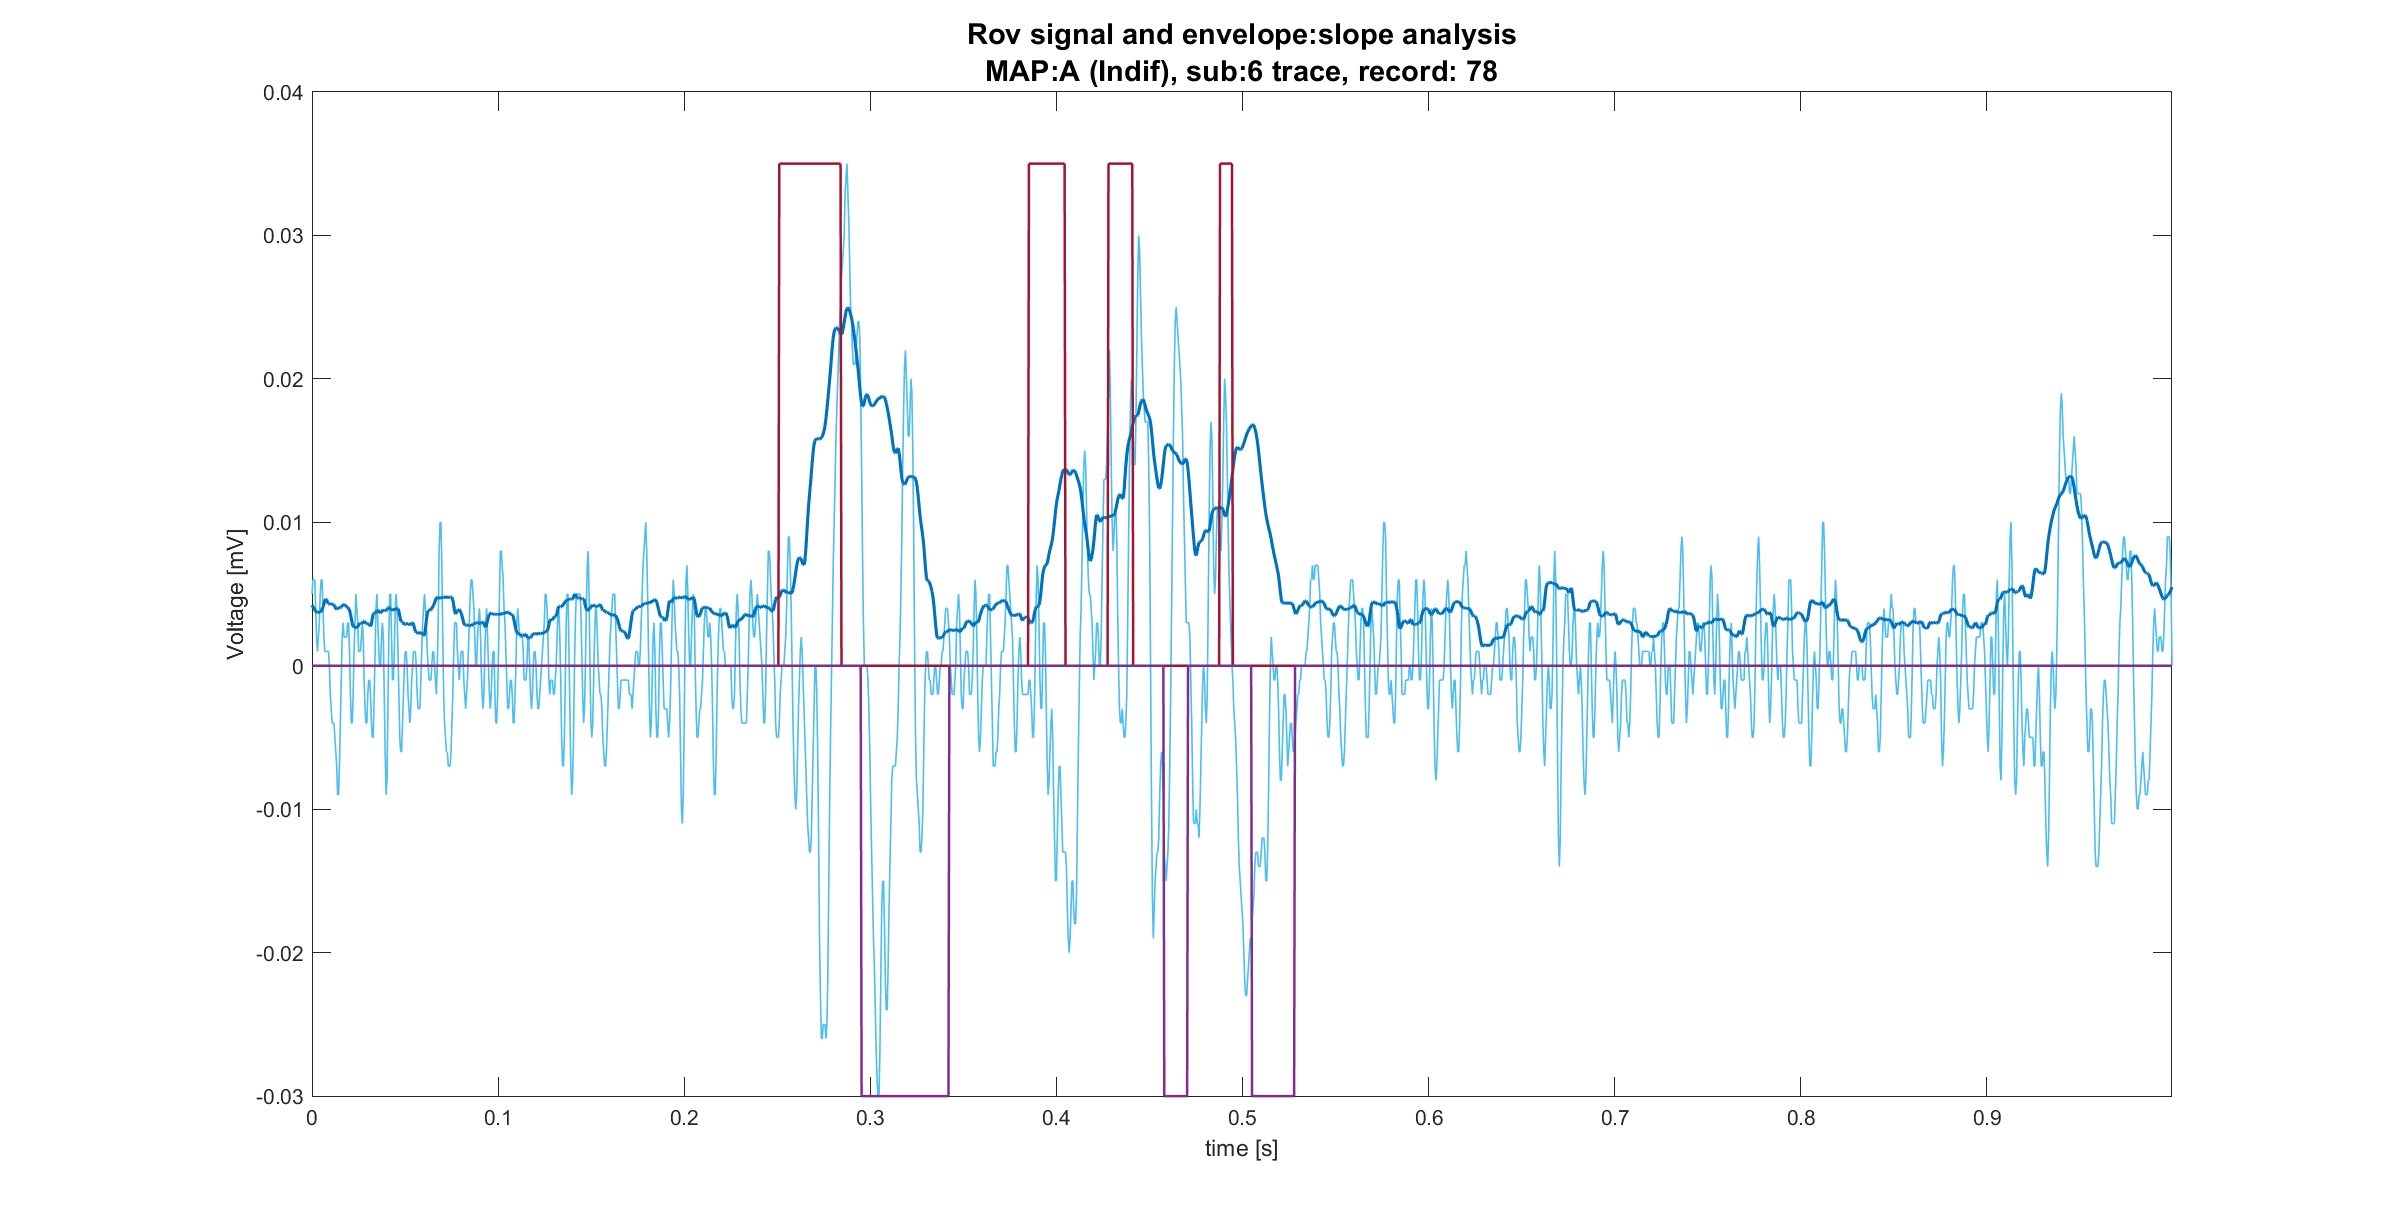 Rov signal and envelope:slope analysis
MAP:A (Indif), sub:6 trace, record: 78
0.04
0.03
0.02
0.01
0
-0.01
-0.02
-0.03
Voltage [mV]
0 0.1 0.2 0.3 0.4 0.5 0.6 0.7 0.8 0.9
time [s]